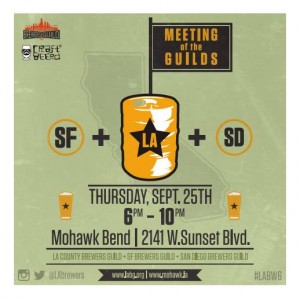 MEETING
of the
GUILDS
SF + LA + SD
THURSDAY, SEPT. 25TH
6PM - 10PM
Mohawk Bend | 2141 W.Sunset Blvd.
LA COUNTY BREWERS GUILD • SF BREWERS GUILD • SAN DIEGO BREWERS GUILD
@LAbrewers
www.labg.org | www.mohawk.la
#LABWG